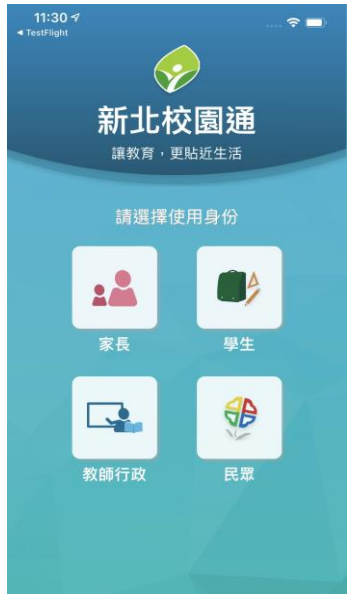 11:30
◀ TestFlight
新北校園通
讓教育，更貼近生活
請選擇使用身份
家長
學生
教師行政
民眾